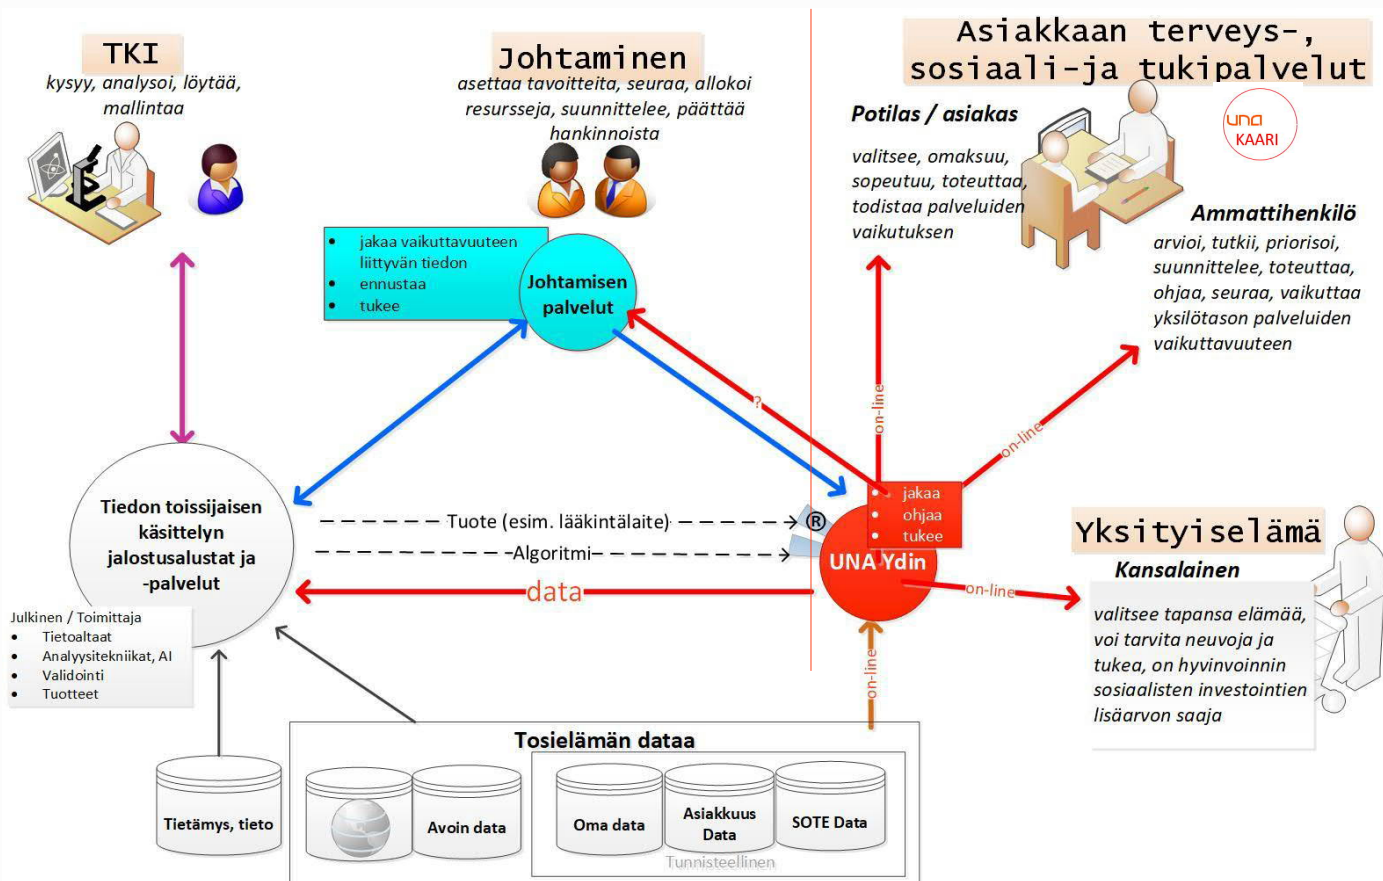 TKI
kysyy, analysoi, löytää,
mallintaa
Johtaminen
asettaa tavoitteita, seuraa, allokoi
resursseja, suunnittelee, päättää
hankinnoista
Asiakkaan terveys-,
sosiaali-ja tukipalvelut
una
KAARI
Potilas / asiakas
valitsee, omaksuu,
sopeutuu, toteuttaa,
todistaa palveluiden
vaikutuksen
Ammattihenkilö
arvioi, tutkii, priorisoi,
suunnittelee, toteuttaa,
ohjaa, seuraa, vaikuttaa
yksilötason palveluiden
vaikuttavuuteen
• jakaa vaikuttavuuteen
liittyvän tiedon
• ennustaa
• tukee
Johtamisen
palvelut
?
on-line
on-line
Tiedon toissijaisen
käsittelyn
jalostusalustat ja
-palvelut
Tuote (esim. lääkintälaite)
®
Algoritmi
data
• jakaa
• ohjaa
• tukee
UNA Ydin
on-line
on-line
Yksityiselämä
Kansalainen
valitsee tapansa elämää,
voi tarvita neuvoja ja
tukea, on hyvinvoinnin
sosiaalisten investointien
lisäarvon saaja
Julkinen / Toimittaja
• Tietoaltaat
• Analyysitekniikat, AI
• Validointi
• Tuotteet
Tosielämän dataa
Tietämys, tieto
Avoin data
Oma data
Asiakkuus
Data
SOTE Data
Tunnisteellinen